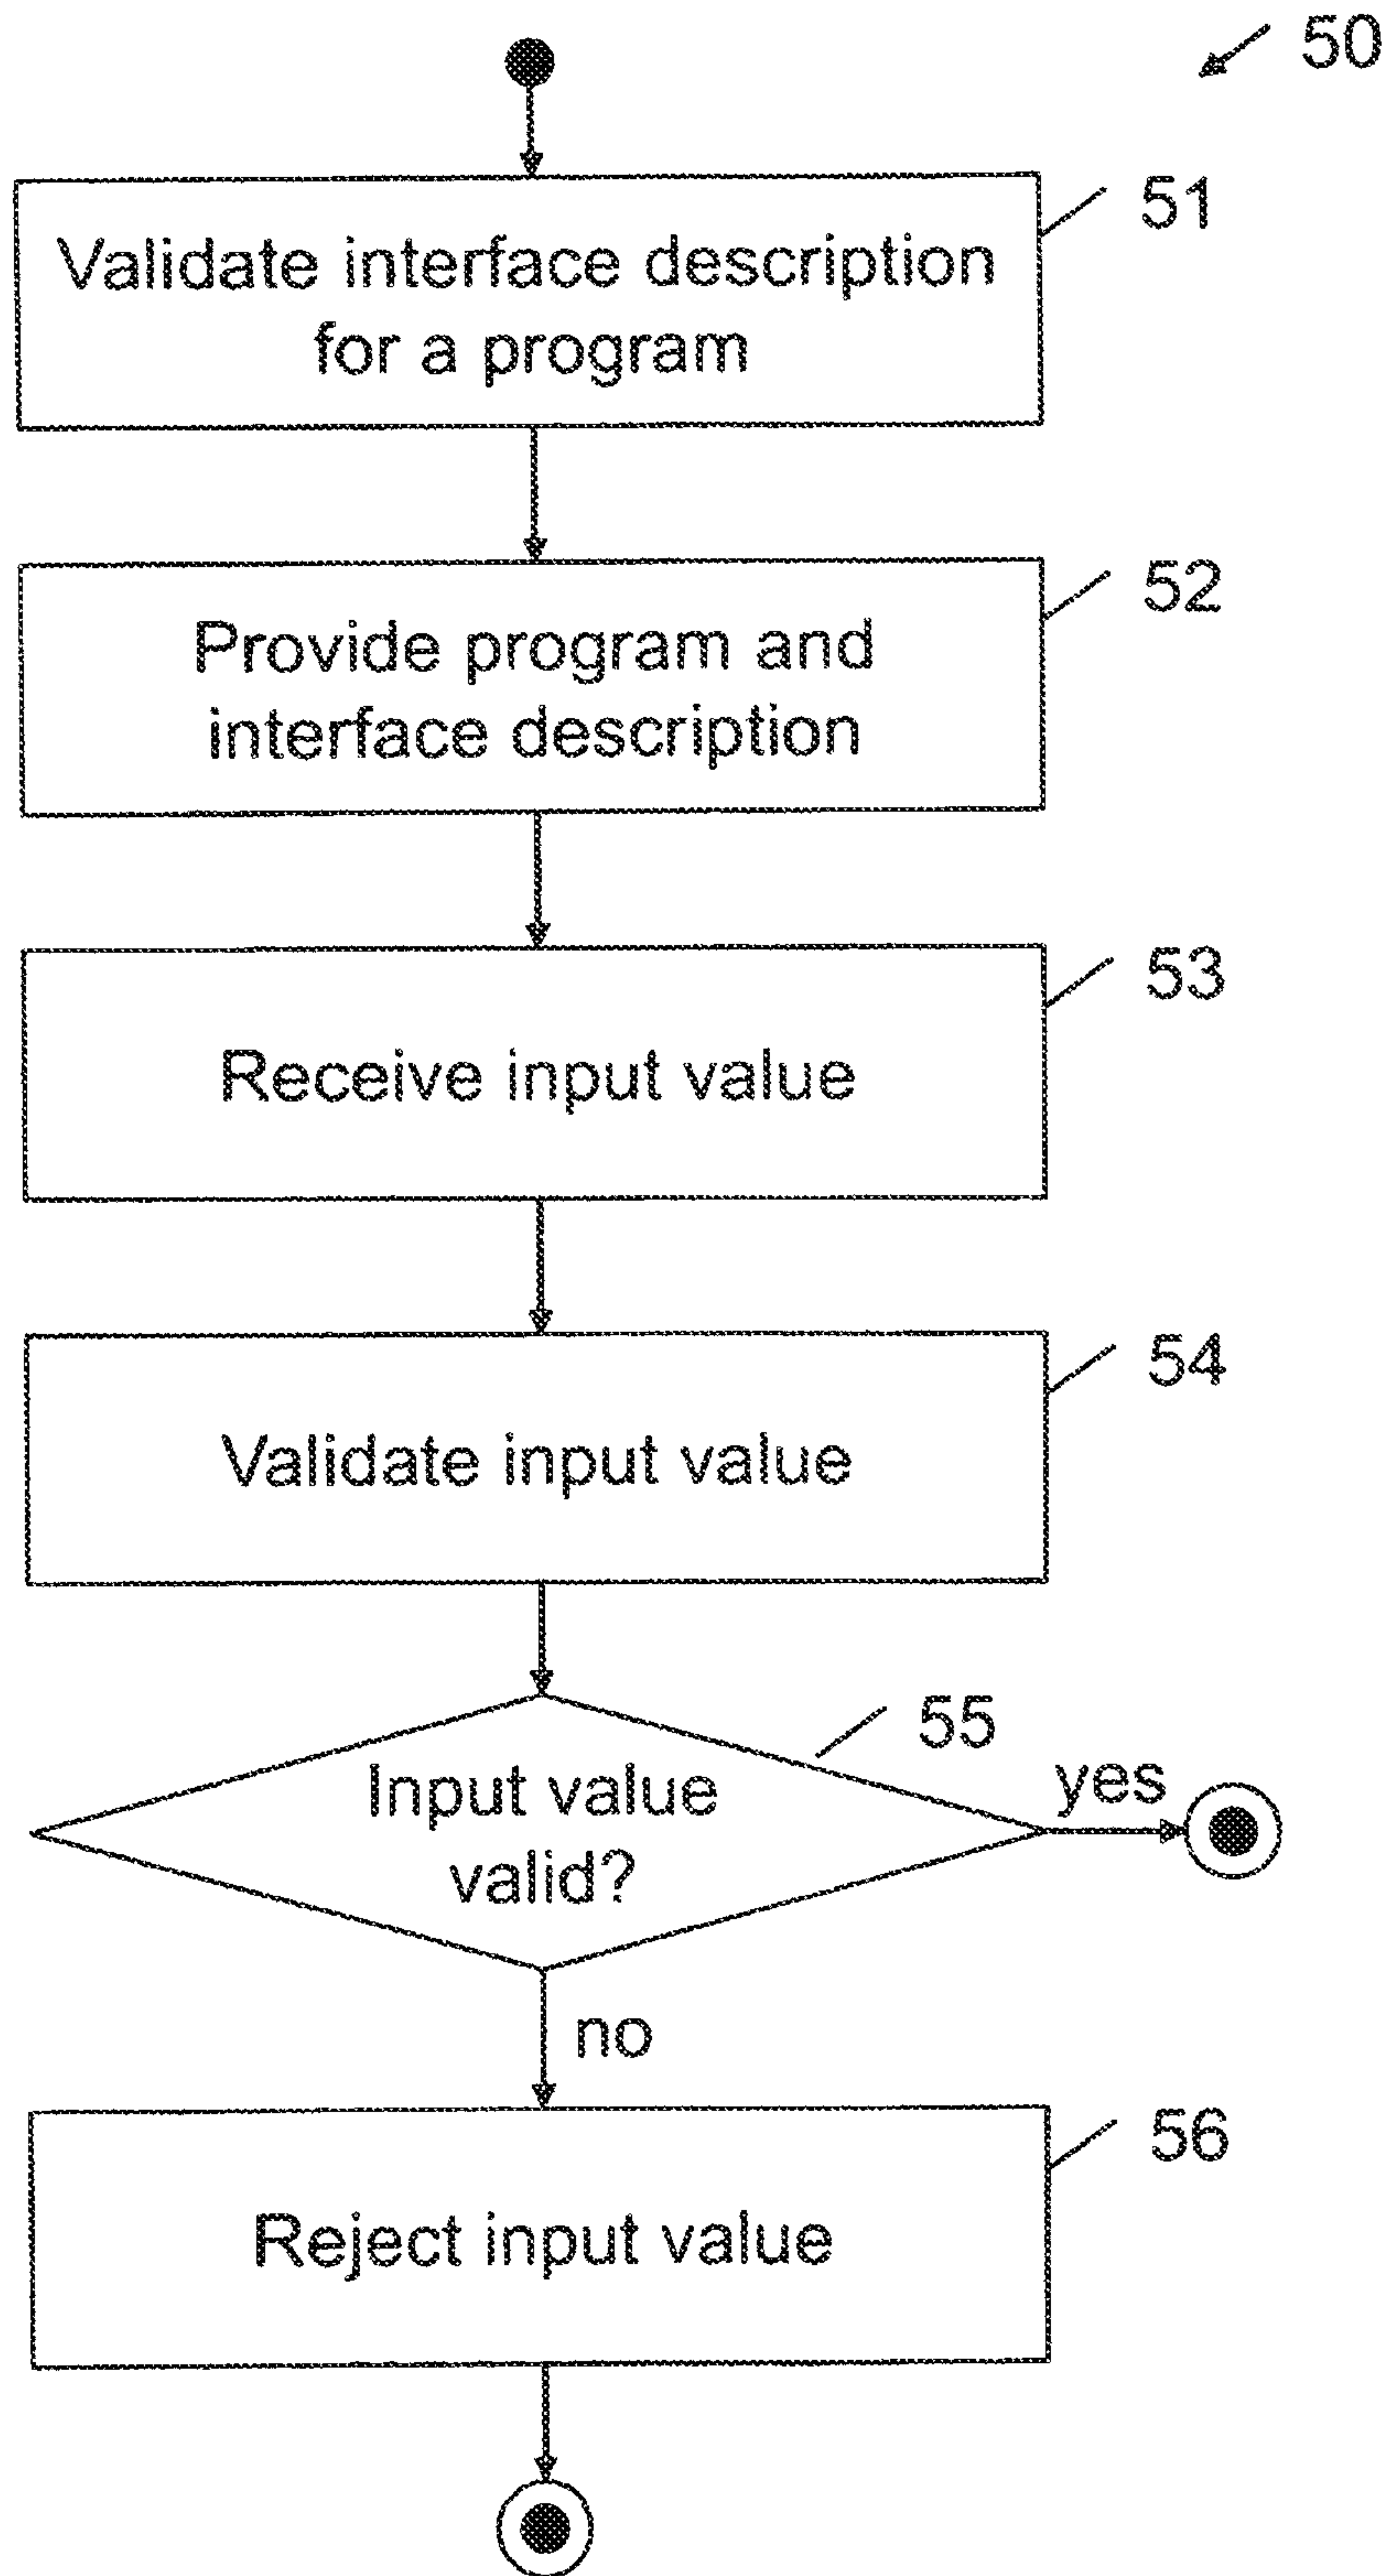 50
51
Validate interface description
for a program
52
Provide program and
interface description
53
Receive input value
54
Validate input value
55
Input value
valid?
yes
no
56
Reject input value